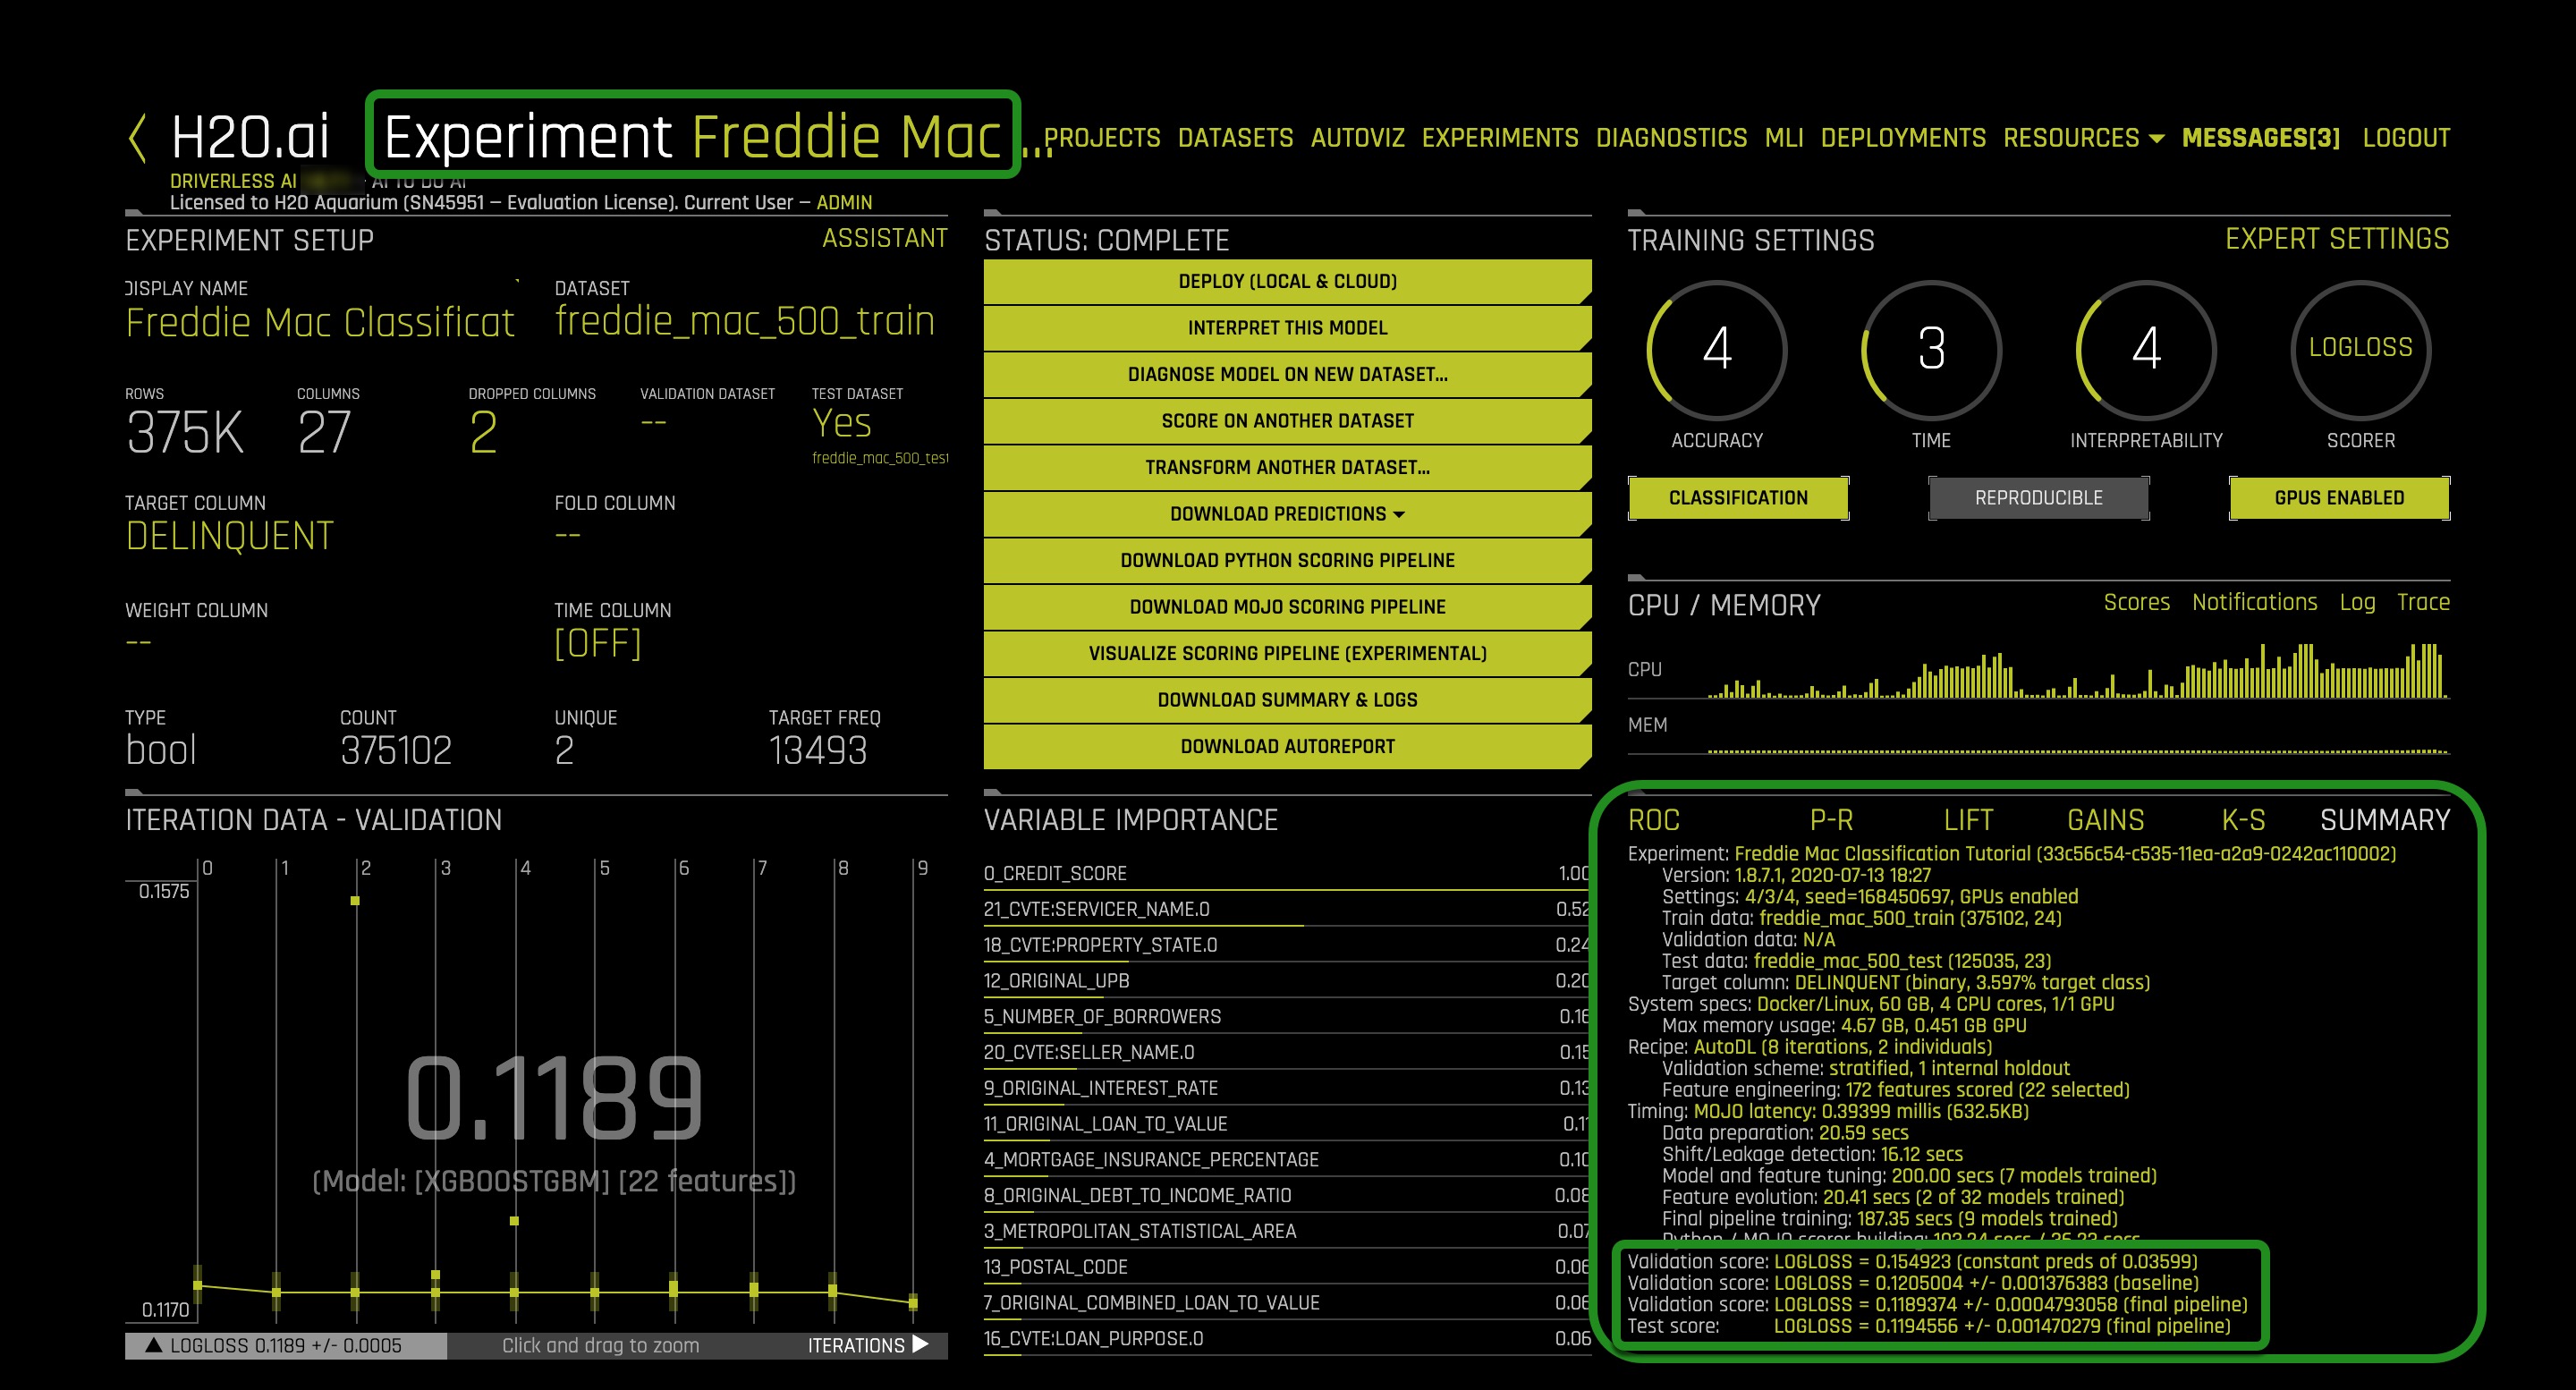 H2O.ai Experiment Freddie Mac ...
PROJECTS DATASETS AUTOVIZ EXPERIMENTS DIAGNOSTICS MLI DEPLOYMENTS RESOURCES MESSAGES[3] LOGOUT
DRIVERLESS AI - AI TO DO AI
Licensed to H2O Aquarium (SN45951 – Evaluation License). Current User – ADMIN
EXPERIMENT SETUP ASSISTANT
DISPLAY NAME DATASET
Freddie Mac Classificat freddie_mac_500_train
ROWS COLUMNS DROPPED COLUMNS VALIDATION DATASET TEST DATASET
375K 27 2 -- Yes
freddie_mac_500_test
TARGET COLUMN FOLD COLUMN
DELINQUENT --
WEIGHT COLUMN TIME COLUMN
-- [OFF]
TYPE COUNT UNIQUE TARGET FREQ
bool 375102 2 13493
STATUS: COMPLETE
DEPLOY (LOCAL & CLOUD)
INTERPRET THIS MODEL
DIAGNOSE MODEL ON NEW DATASET...
SCORE ON ANOTHER DATASET
TRANSFORM ANOTHER DATASET...
DOWNLOAD PREDICTIONS
DOWNLOAD PYTHON SCORING PIPELINE
DOWNLOAD MOJO SCORING PIPELINE
VISUALIZE SCORING PIPELINE (EXPERIMENTAL)
DOWNLOAD SUMMARY & LOGS
DOWNLOAD AUTOREPORT
TRAINING SETTINGS EXPERT SETTINGS
4 3 4 LOGLOSS
ACCURACY TIME INTERPRETABILITY SCORER
CLASSIFICATION REPRODUCIBLE GPUS ENABLED
CPU / MEMORY Scores Notifications Log Trace
CPU
MEM
ITERATION DATA - VALIDATION
0 1 2 3 4 5 6 7 8 9
0.1575
0.1189
(Model: [XGBOOSTGBM] [22 features])
0.1170
LOGLOSS 0.1189 +/- 0.0005 Click and drag to zoom ITERATIONS
VARIABLE IMPORTANCE
0_CREDIT_SCORE 1.00
21_CVTE:SERVICER_NAME.0 0.52
18_CVTE:PROPERTY_STATE.0 0.24
12_ORIGINAL_UPB 0.20
5_NUMBER_OF_BORROWERS 0.16
20_CVTE:SELLER_NAME.0 0.15
9_ORIGINAL_INTEREST_RATE 0.13
11_ORIGINAL_LOAN_TO_VALUE 0.11
4_MORTGAGE_INSURANCE_PERCENTAGE 0.10
8_ORIGINAL_DEBT_TO_INCOME_RATIO 0.08
3_METROPOLITAN_STATISTICAL_AREA 0.07
13_POSTAL_CODE 0.06
7_ORIGINAL_COMBINED_LOAN_TO_VALUE 0.06
16_CVTE:LOAN_PURPOSE.0 0.06
ROC P-R LIFT GAINS K-S SUMMARY
Experiment: Freddie Mac Classification Tutorial (33c56c54-c535-11ea-a2a9-0242ac110002)
Version: 1.8.7.1, 2020-07-13 18:27
Settings: 4/3/4, seed=168450697, GPUs enabled
Train data: freddie_mac_500_train (375102, 24)
Validation data: N/A
Test data: freddie_mac_500_test (125035, 23)
Target column: DELINQUENT (binary, 3.597% target class)
System specs: Docker/Linux, 60 GB, 4 CPU cores, 1/1 GPU
Max memory usage: 4.67 GB, 0.451 GB GPU
Recipe: AutoDL (8 iterations, 2 individuals)
Validation scheme: stratified, 1 internal holdout
Feature engineering: 172 features scored (22 selected)
Timing: MOJO latency: 0.39399 millis (632.5KB)
Data preparation: 20.59 secs
Shift/Leakage detection: 16.12 secs
Model and feature tuning: 200.00 secs (7 models trained)
Feature evolution: 20.41 secs (2 of 32 models trained)
Final pipeline training: 187.35 secs (9 models trained)
Python / MOJO scorer building:
Validation score: LOGLOSS = 0.154923 (constant preds of 0.03599)
Validation score: LOGLOSS = 0.1205004 +/- 0.001376383 (baseline)
Validation score: LOGLOSS = 0.1189374 +/- 0.0004793058 (final pipeline)
Test score: LOGLOSS = 0.1194556 +/- 0.001470279 (final pipeline)